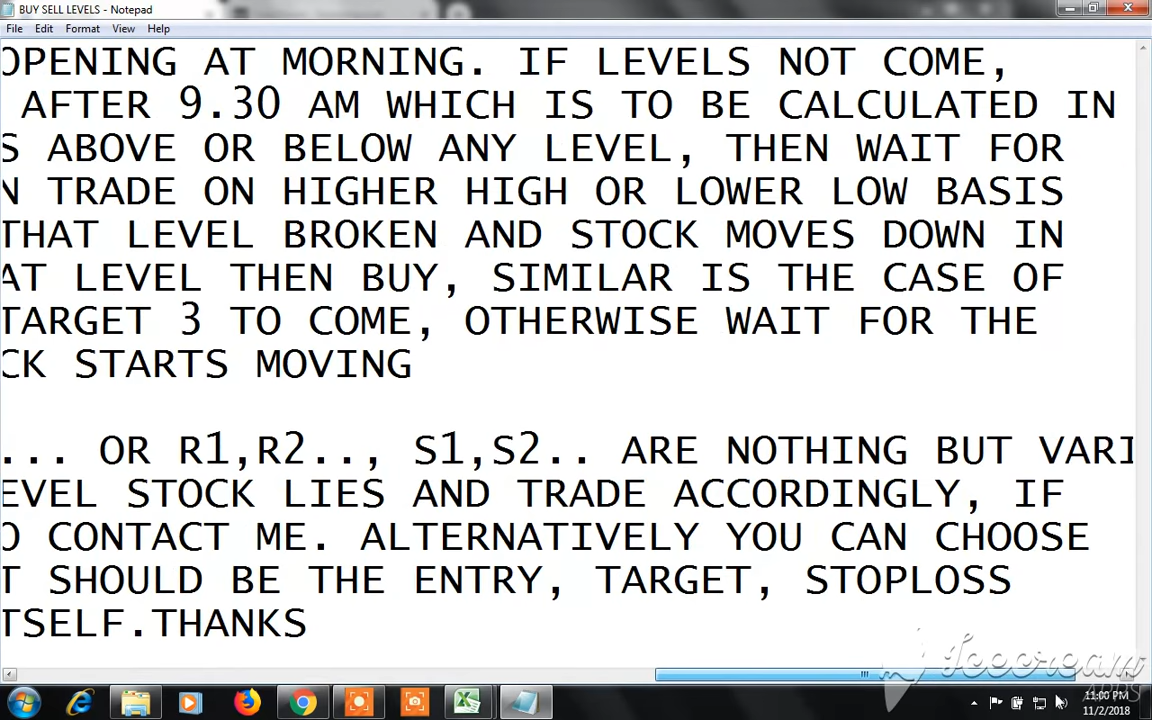 BUY SELL LEVELS - Notepad
File Edit Format View Help
OPENING AT MORNING. IF LEVELS NOT COME,
AFTER 9.30 AM WHICH IS TO BE CALCULATED IN
S ABOVE OR BELOW ANY LEVEL, THEN WAIT FOR
N TRADE ON HIGHER HIGH OR LOWER LOW BASIS
THAT LEVEL BROKEN AND STOCK MOVES DOWN IN
AT LEVEL THEN BUY, SIMILAR IS THE CASE OF
TARGET 3 TO COME, OTHERWISE WAIT FOR THE
CK STARTS MOVING
... OR R1,R2.., S1,S2.. ARE NOTHING BUT VARI
EVEL STOCK LIES AND TRADE ACCORDINGLY, IF
O CONTACT ME. ALTERNATIVELY YOU CAN CHOOSE
T SHOULD BE THE ENTRY, TARGET, STOPLOSS
TSELF.THANKS
Icecream
APPS
11:00 PM
11/2/2018